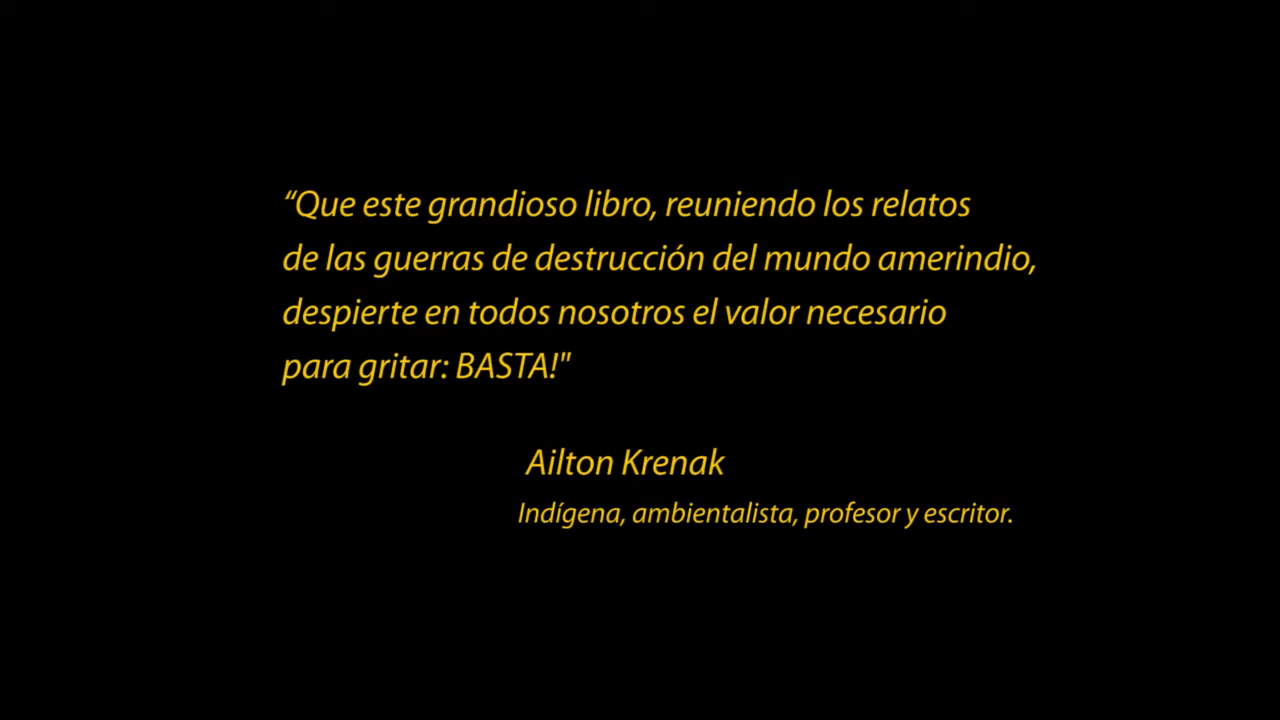 “Que este grandioso libro, reuniendo los relatos
de las guerras de destrucción del mundo amerindio,
despierte en todos nosotros el valor necesario
para gritar: BASTA!"
Ailton Krenak
Indígena, ambientalista, profesor y escritor.